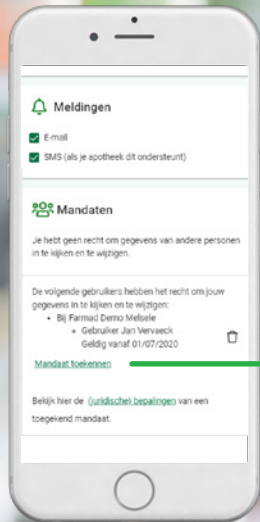 Meldingen
E-mail
SMS (als je apotheek dit ondersteunt)
Mandaten
Je hebt geen recht om gegevens van andere personen
in te kijken en te wijzigen.
De volgende gebruikers hebben het recht om jouw
gegevens in te kijken en te wijzigen:
• Bij Farmad Demo Melsele
Gebruiker Jan Vervaeck
Geldig vanaf 01/07/2020
Mandaat toekennen
Bekijk hier de (juridische) bepalingen van een
toegekend mandaat.